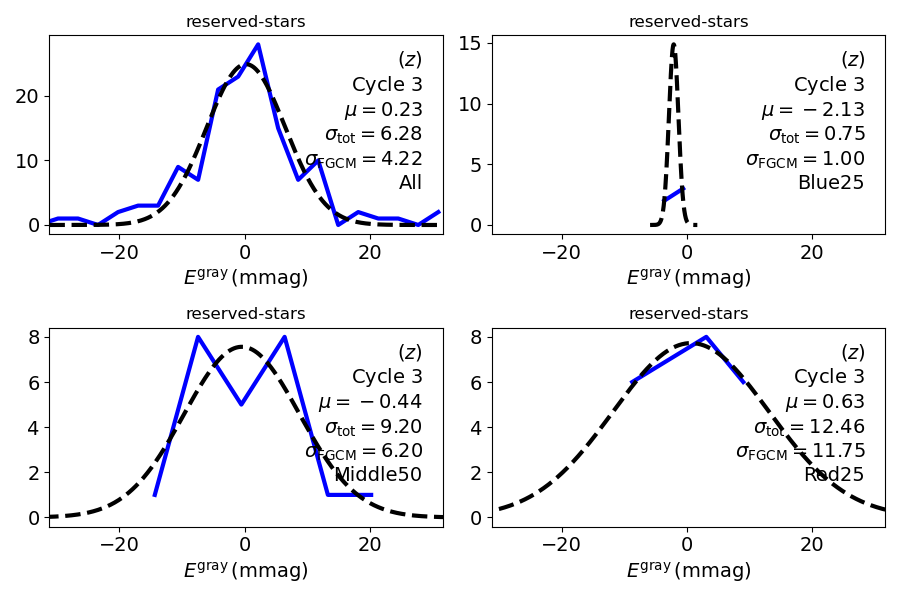 reserved-stars
(z)
Cycle 3
μ = 0.23
σtot = 6.28
σFGCM = 4.22
All
20
10
0
−20 0 20
E^gray (mmag)
reserved-stars
(z)
Cycle 3
μ = −2.13
σtot = 0.75
σFGCM = 1.00
Blue25
15
10
5
0
−20 0 20
E^gray (mmag)
reserved-stars
(z)
Cycle 3
μ = −0.44
σtot = 9.20
σFGCM = 6.20
Middle50
8
6
4
2
0
−20 0 20
E^gray (mmag)
reserved-stars
(z)
Cycle 3
μ = 0.63
σtot = 12.46
σFGCM = 11.75
Red25
8
6
4
2
0
−20 0 20
E^gray (mmag)